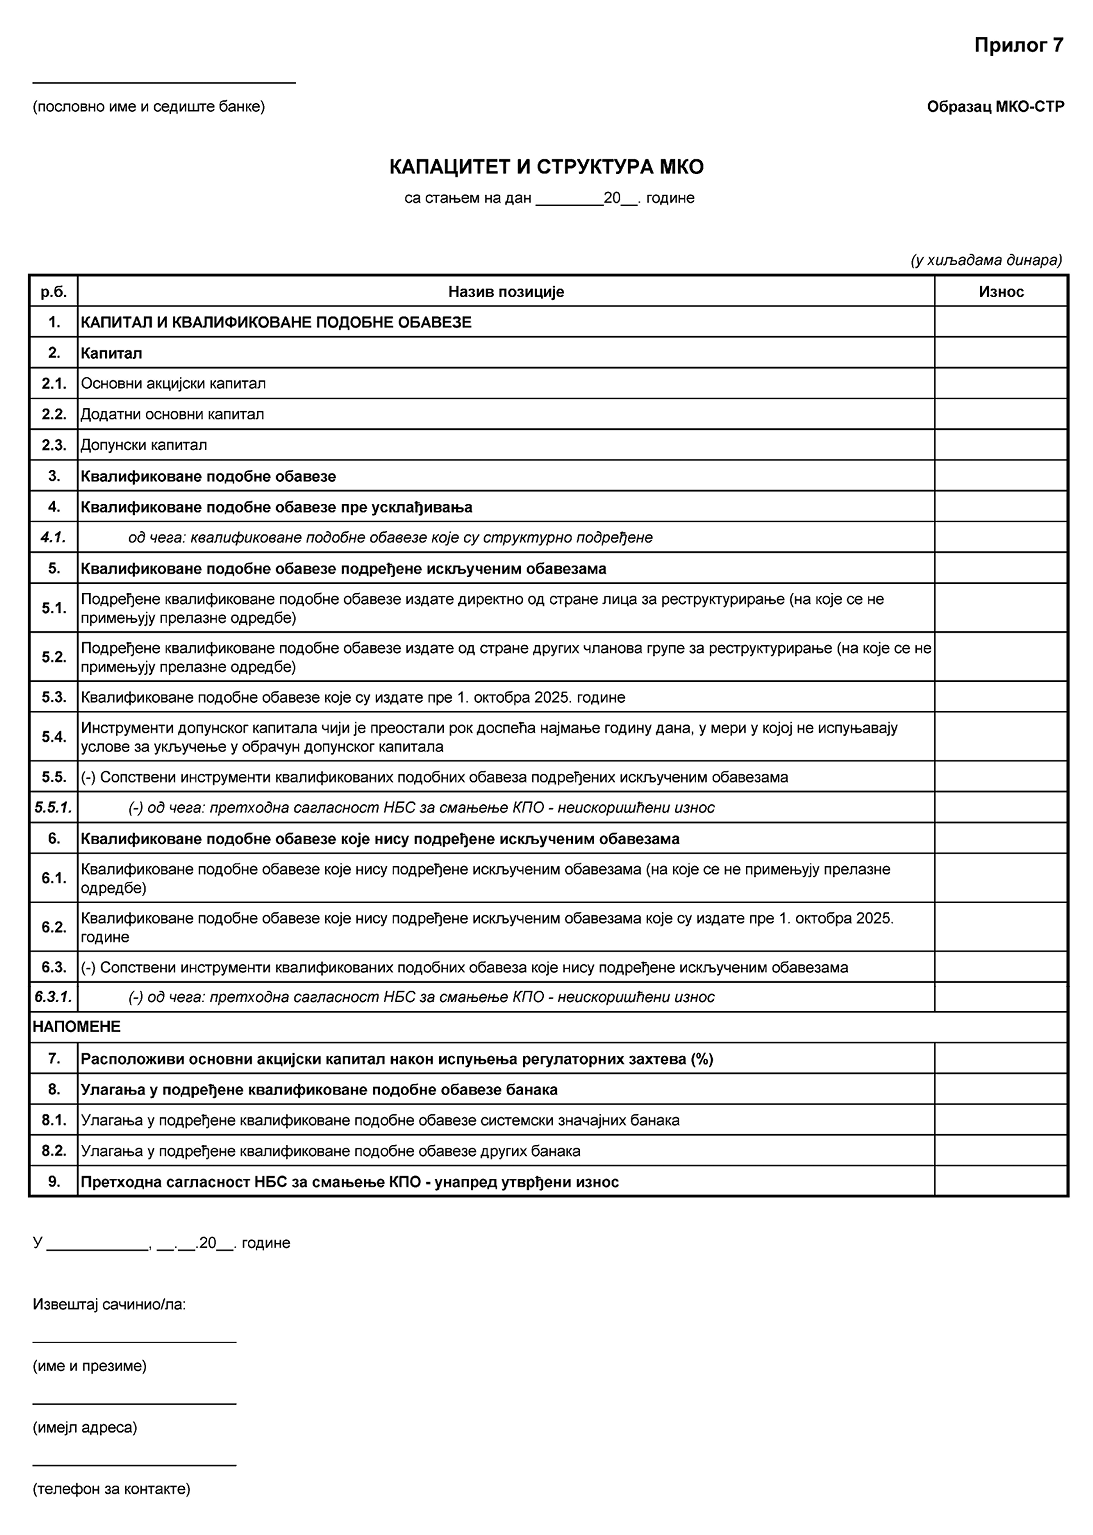 Прилог 7
(пословно име и седиште банке)
Образац МКО-СТР
КАПАЦИТЕТ И СТРУКТУРА МКО
са стањем на дан ________20__. године
(у хиљадама динара)
р.б. Назив позиције Износ
1. КАПИТАЛ И КВАЛИФИКОВАНЕ ПОДОБНЕ ОБАВЕЗЕ
2. Капитал
2.1. Основни акцијски капитал
2.2. Додатни основни капитал
2.3. Допунски капитал
3. Квалификоване подобне обавезе
4. Квалификоване подобне обавезе пре усклађивања
4.1. од чега: квалификоване подобне обавезе које су структурно подређене
5. Квалификоване подобне обавезе подређене искљученим обавезама
5.1. Подређене квалификоване подобне обавезе издате директно од стране лица за реструктурирање (на које се не
примењују прелазне одредбе)
5.2. Подређене квалификоване подобне обавезе издате од стране других чланова групе за реструктурирање (на које се не
примењују прелазне одредбе)
5.3. Квалификоване подобне обавезе које су издате пре 1. октобра 2025. године
5.4. Инструменти допунског капитала чији је преостали рок доспећа најмање годину дана, у мери у којој не испуњавају
услове за укључење у обрачун допунског капитала
5.5. (-) Сопствени инструменти квалификованих подобних обавеза подређених искљученим обавезама
5.5.1. (-) од чега: претходна сагласност НБС за смањење КПО - неискоришћени износ
6. Квалификоване подобне обавезе које нису подређене искљученим обавезама
6.1. Квалификоване подобне обавезе које нису подређене искљученим обавезама (на које се не примењују прелазне
одредбе)
6.2. Квалификоване подобне обавезе које нису подређене искљученим обавезама које су издате пре 1. октобра 2025.
године
6.3. (-) Сопствени инструменти квалификованих подобних обавеза које нису подређене искљученим обавезама
6.3.1. (-) од чега: претходна сагласност НБС за смањење КПО - неискоришћени износ
НАПОМЕНЕ
7. Расположиви основни акцијски капитал након испуњења регулаторних захтева (%)
8. Улагања у подређене квалификоване подобне обавезе банака
8.1. Улагања у подређене квалификоване подобне обавезе системски значајних банака
8.2. Улагања у подређене квалификоване подобне обавезе других банака
9. Претходна сагласност НБС за смањење КПО - унапред утврђени износ
У ____________, __.__.20__. године
Извештај сачинио/ла:
(име и презиме)
(имејл адреса)
(телефон за контакте)